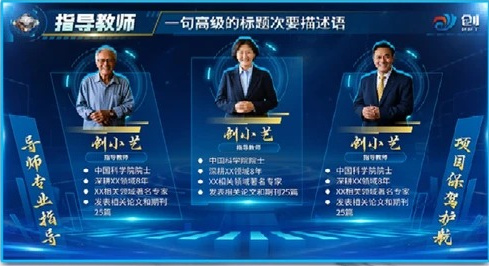 指导教师
一句高级的标题次要描述语
创
创小艺
指导教师
中国科学院院士
深耕XX领域8年
XX相关领域著名专家
发表相关论文和期刊
25篇
创小艺
指导教师
中国科学院院士
深耕XX领域8年
XX相关领域著名专家
发表相关论文和期刊25篇
创小艺
指导教师
中国科学院院士
深耕XX领域8年
XX相关领域著名专家
发表相关论文和期刊
25篇
导师专业指导
项目保驾护航